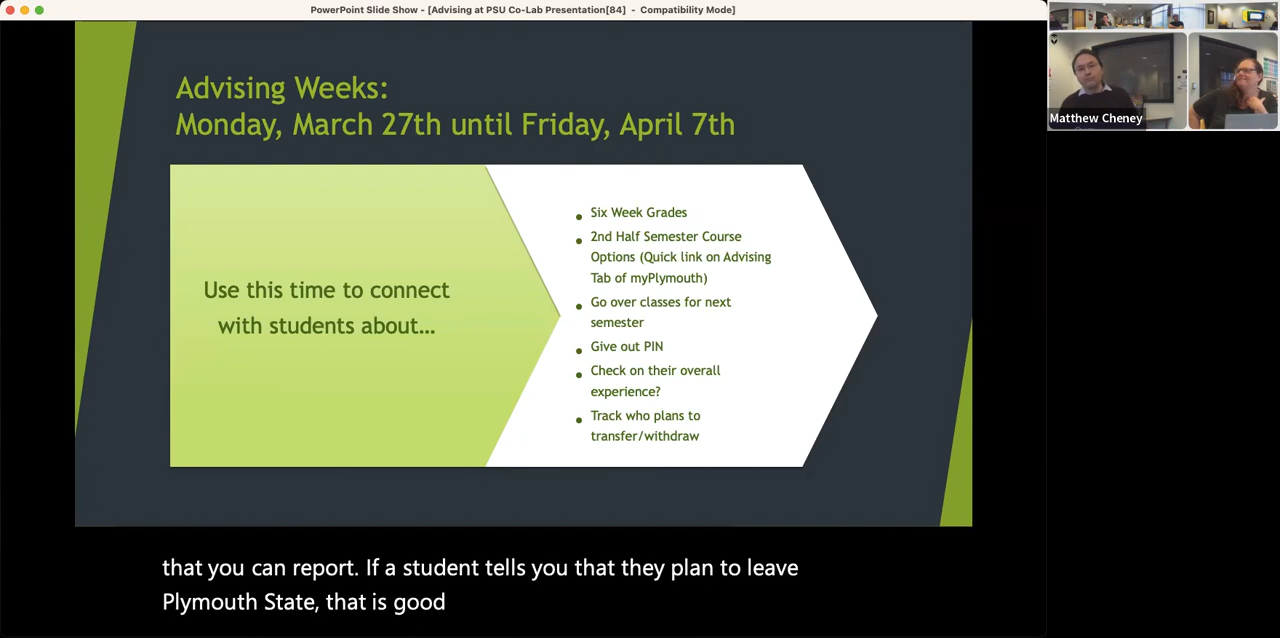 PowerPoint Slide Show - [Advising at PSU Co-Lab Presentation[84] - Compatibility Mode]
Advising Weeks:
Monday, March 27th until Friday, April 7th
Use this time to connect
with students about...
Six Week Grades
2nd Half Semester Course
Options (Quick link on Advising
Tab of myPlymouth)
Go over classes for next
semester
Give out PIN
Check on their overall
experience?
Track who plans to
transfer/withdraw
Matthew Cheney
that you can report. If a student tells you that they plan to leave
Plymouth State, that is good